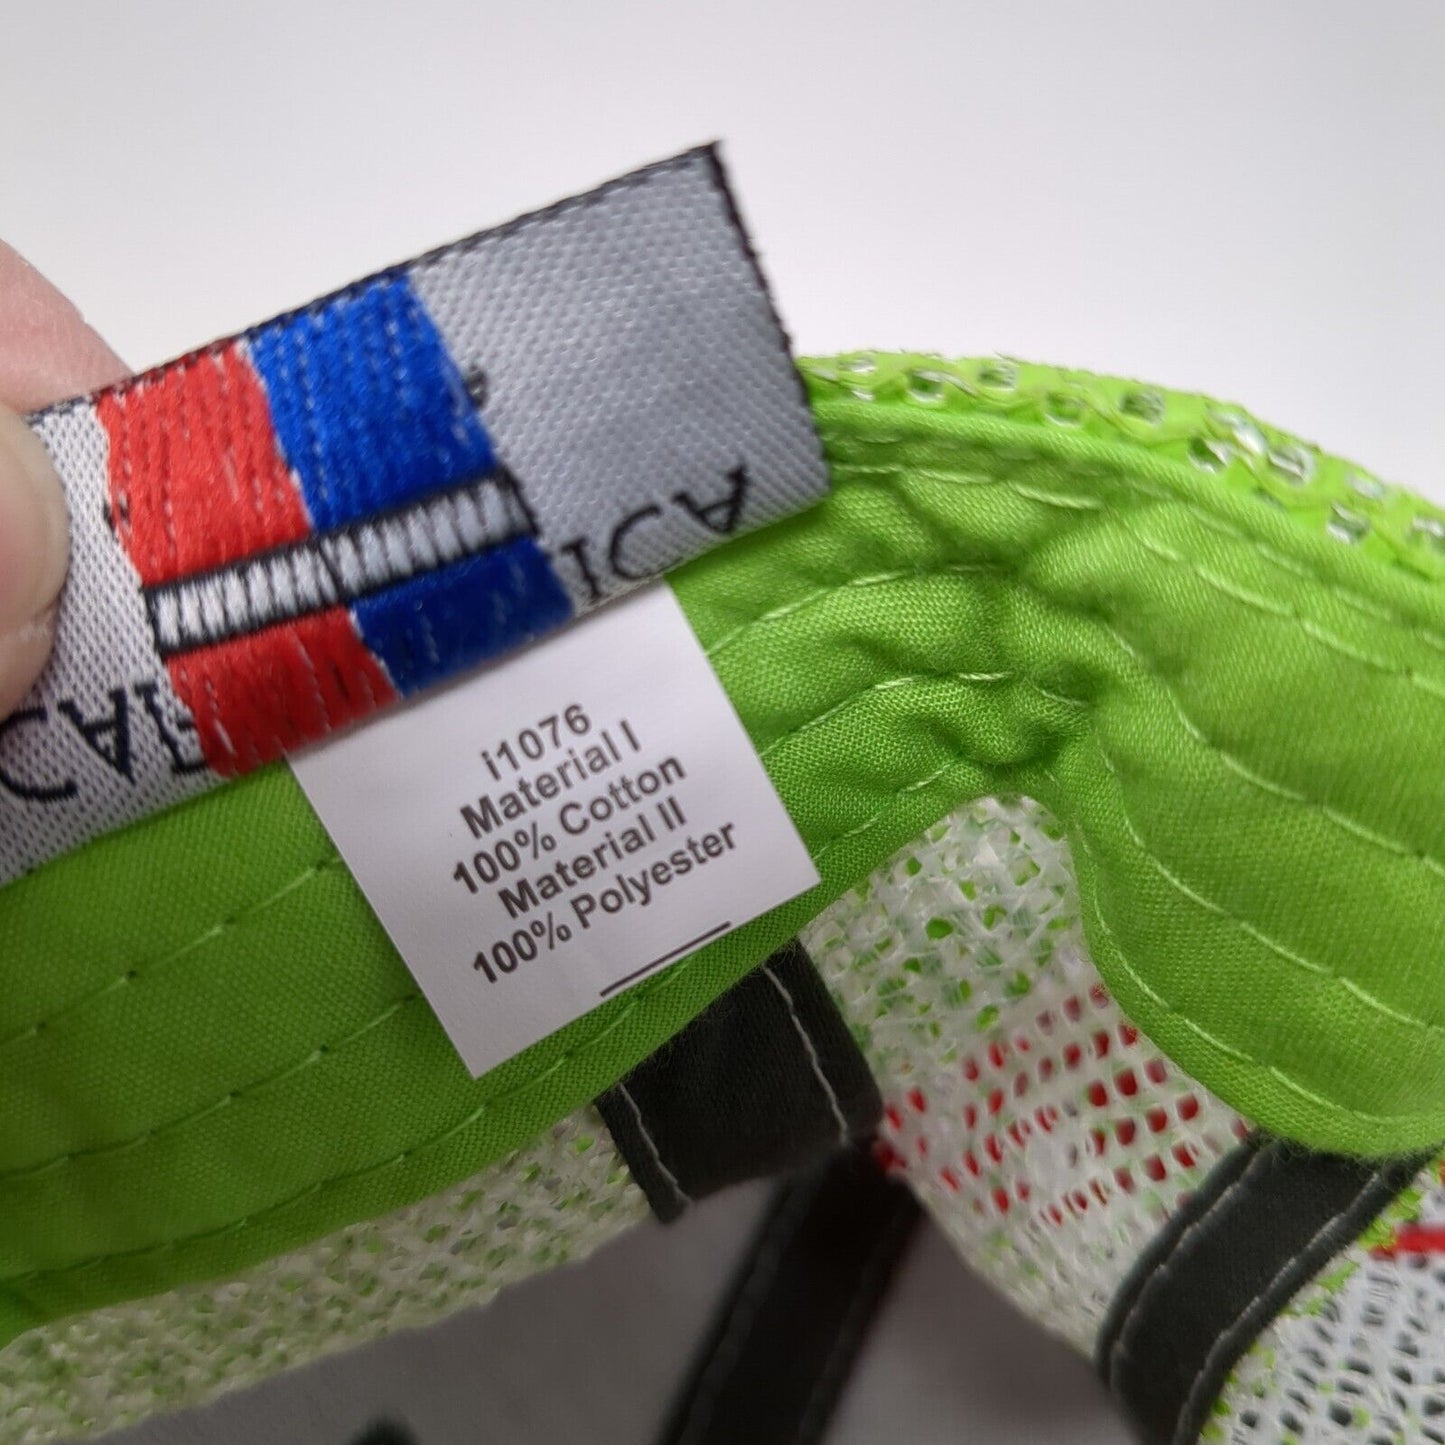 i1076
Material I
100% Cotton
Material II
100% Polyester